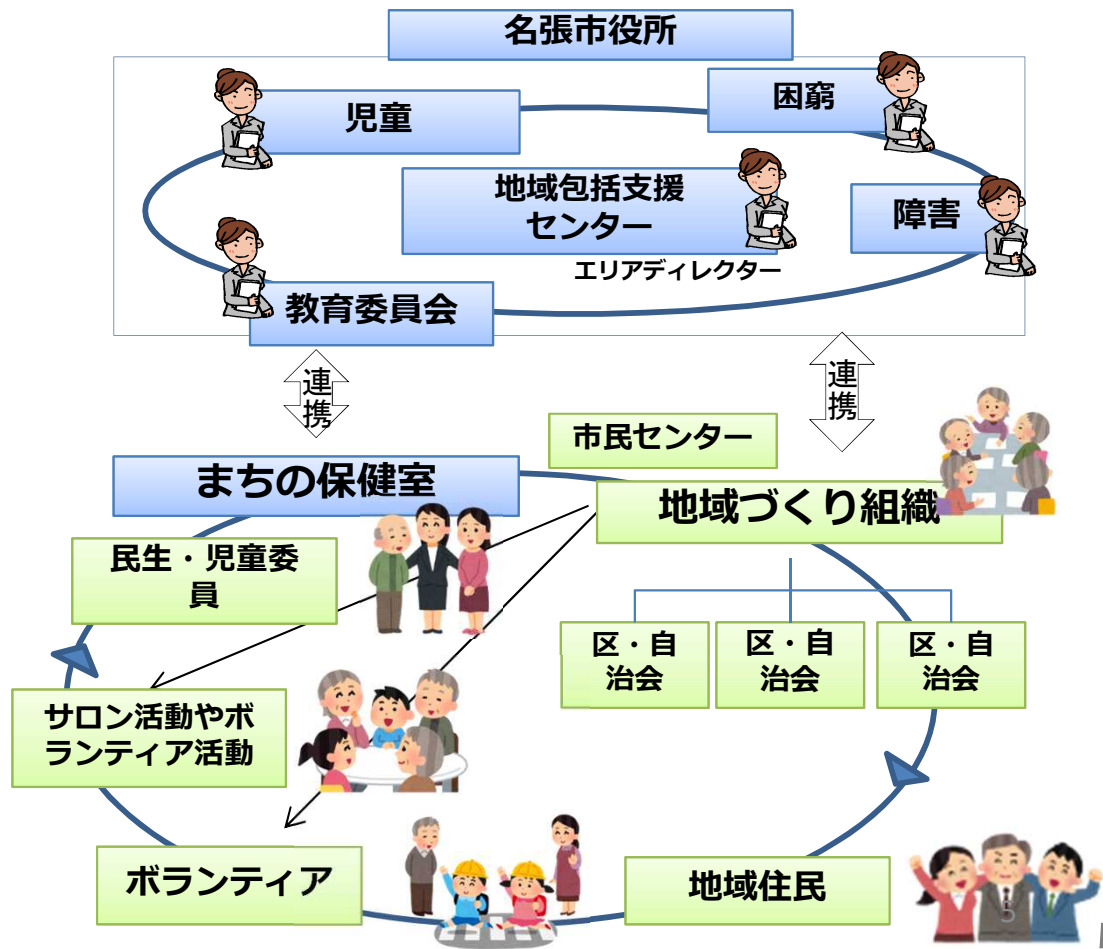 名張市役所
児童
困窮
地域包括支援
センター
障害
エリアディレクター
教育委員会
連携
連携
市民センター
まちの保健室
地域づくり組織
民生・児童委
員
区・自
治会
区・自
治会
区・自
治会
サロン活動やボ
ランティア活動
ボランティア
地域住民
5